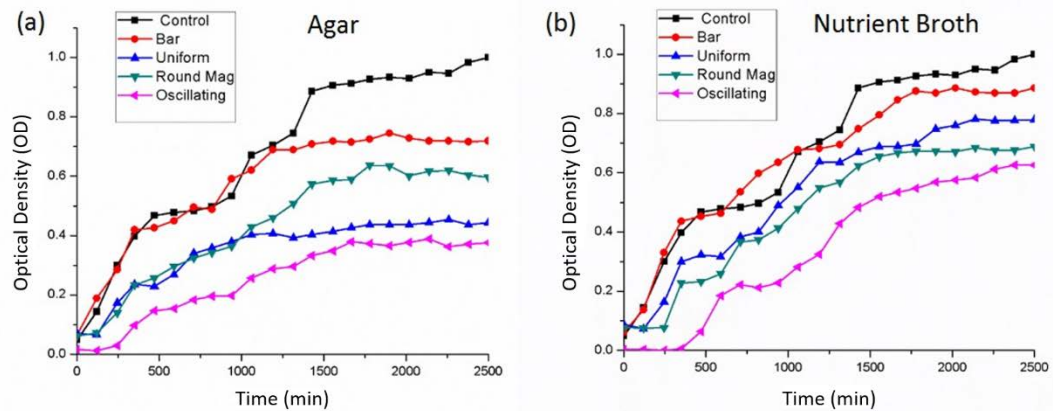 (a)
Agar
Control
Bar
Uniform
Round Mag
Oscillating
Optical Density (OD)
1.0
0.8
0.6
0.4
0.2
0.0
0
500
1000
1500
2000
2500
Time (min)
(b)
Nutrient Broth
Control
Bar
Uniform
Round Mag
Oscillating
Optical Density (OD)
1.0
0.8
0.6
0.4
0.2
0.0
0
500
1000
1500
2000
2500
Time (min)